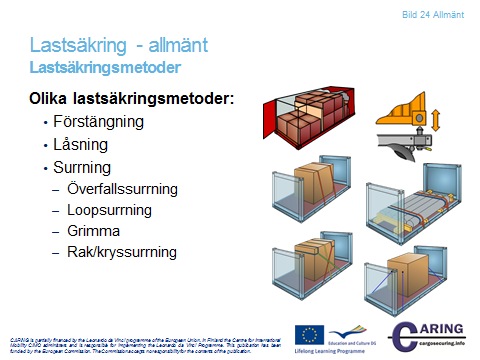 Bild 24 Allmänt
Lastsäkring - allmänt
Lastsäkringsmetoder
Olika lastsäkringsmetoder:
• Förstängning
• Låsning
• Surrning
– Överfallssurrning
– Loopsurrning
– Grimma
– Rak/kryssurrning
CARING is partially financed by the Leonardo da Vinci programme of the European Union. In Finland the Centre for International
Mobility CIMO administers and is responsible for implementing the Leonardo da Vinci Programme. This publication has been
funded by the European Commission. The Commission accepts no responsibility for the contents of the publication.
Education and Culture DG
Lifelong Learning Programme
CARING
cargosecuring.info